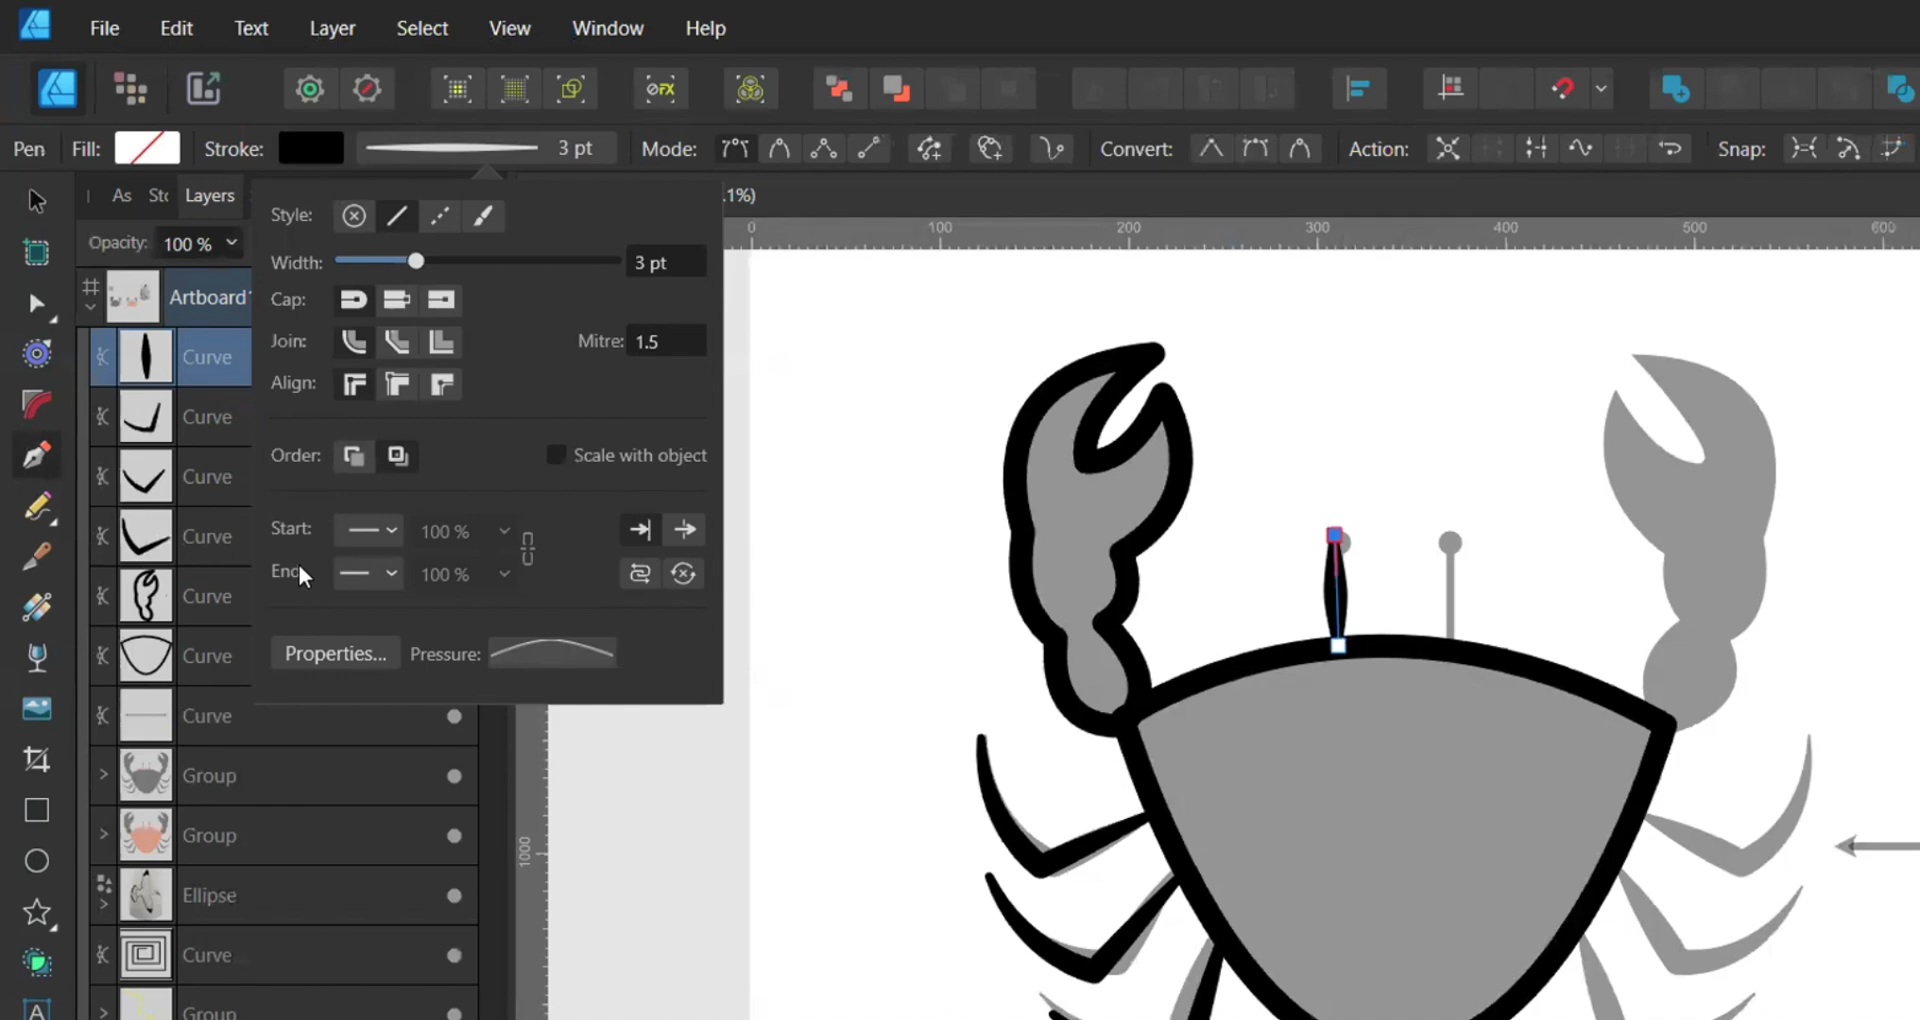 File Edit Text Layer Select View Window Help
Pen Fill: Stroke: 3 pt Mode: Convert: Action: Snap:
As Stc Layers .1%)
0 100 200 300 400 500 600
Opacity: 100 %
Style:
Width: 3 pt
Cap:
Join: Mitre: 1.5
Align:
Order: Scale with object
Start: 100 %
End: 100 %
Properties... Pressure:
Artboard1
Curve
Curve
Curve
Curve
Curve
Curve
Curve
Group
Group
Ellipse
Curve
Group
1000